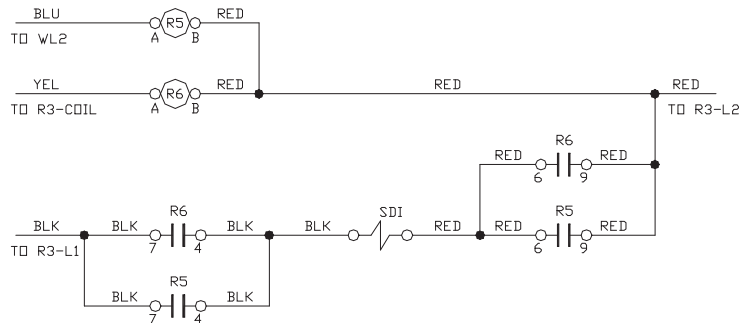 BLU R5 RED
TO WL2 A B
YEL R6 RED RED RED
TO R3-COIL A B TO R3-L2
R6
RED RED
6 9
R6 SDI R5
BLK BLK BLK BLK RED RED RED
TO R3-L1 7 4 6 9
R5
BLK BLK
7 4